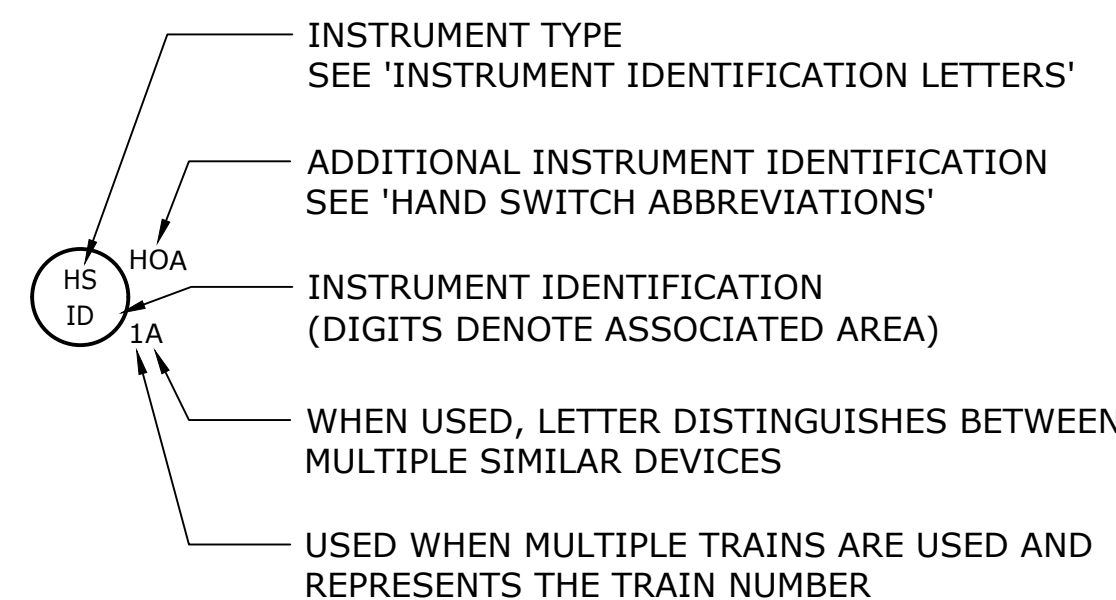 INSTRUMENT TYPE
SEE 'INSTRUMENT IDENTIFICATION LETTERS'
ADDITIONAL INSTRUMENT IDENTIFICATION
SEE 'HAND SWITCH ABBREVIATIONS'
HOA
HS
ID
1A
INSTRUMENT IDENTIFICATION
(DIGITS DENOTE ASSOCIATED AREA)
WHEN USED, LETTER DISTINGUISHES BETWEEN
MULTIPLE SIMILAR DEVICES
USED WHEN MULTIPLE TRAINS ARE USED AND
REPRESENTS THE TRAIN NUMBER